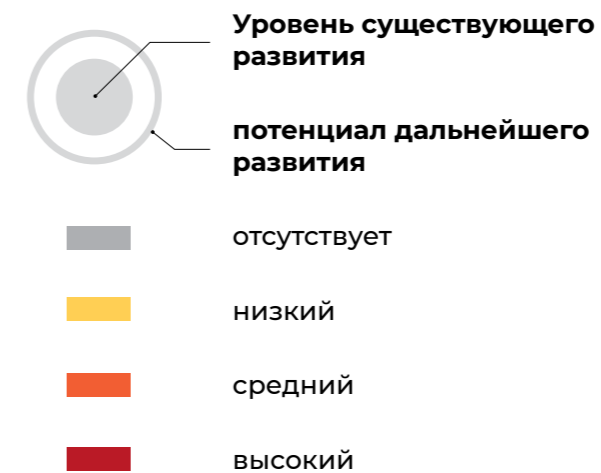 Уровень существующего
развития
потенциал дальнейшего
развития
отсутствует
низкий
средний
высокий